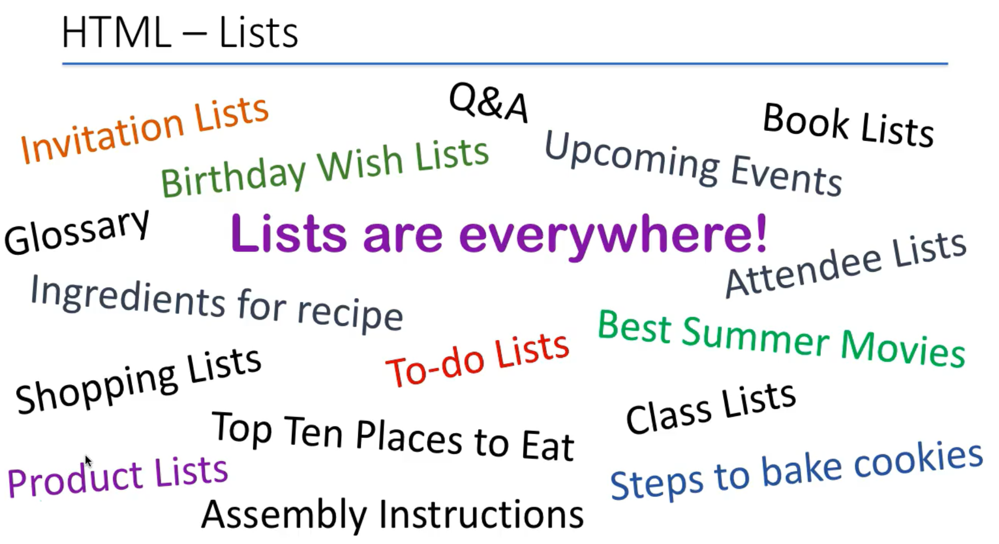 HTML – Lists
Q&A
Invitation Lists
Book Lists
Birthday Wish Lists
Upcoming Events
Glossary
Lists are everywhere!
Attendee Lists
Ingredients for recipe
Best Summer Movies
Shopping Lists
To-do Lists
Class Lists
Top Ten Places to Eat
Product Lists
Steps to bake cookies
Assembly Instructions